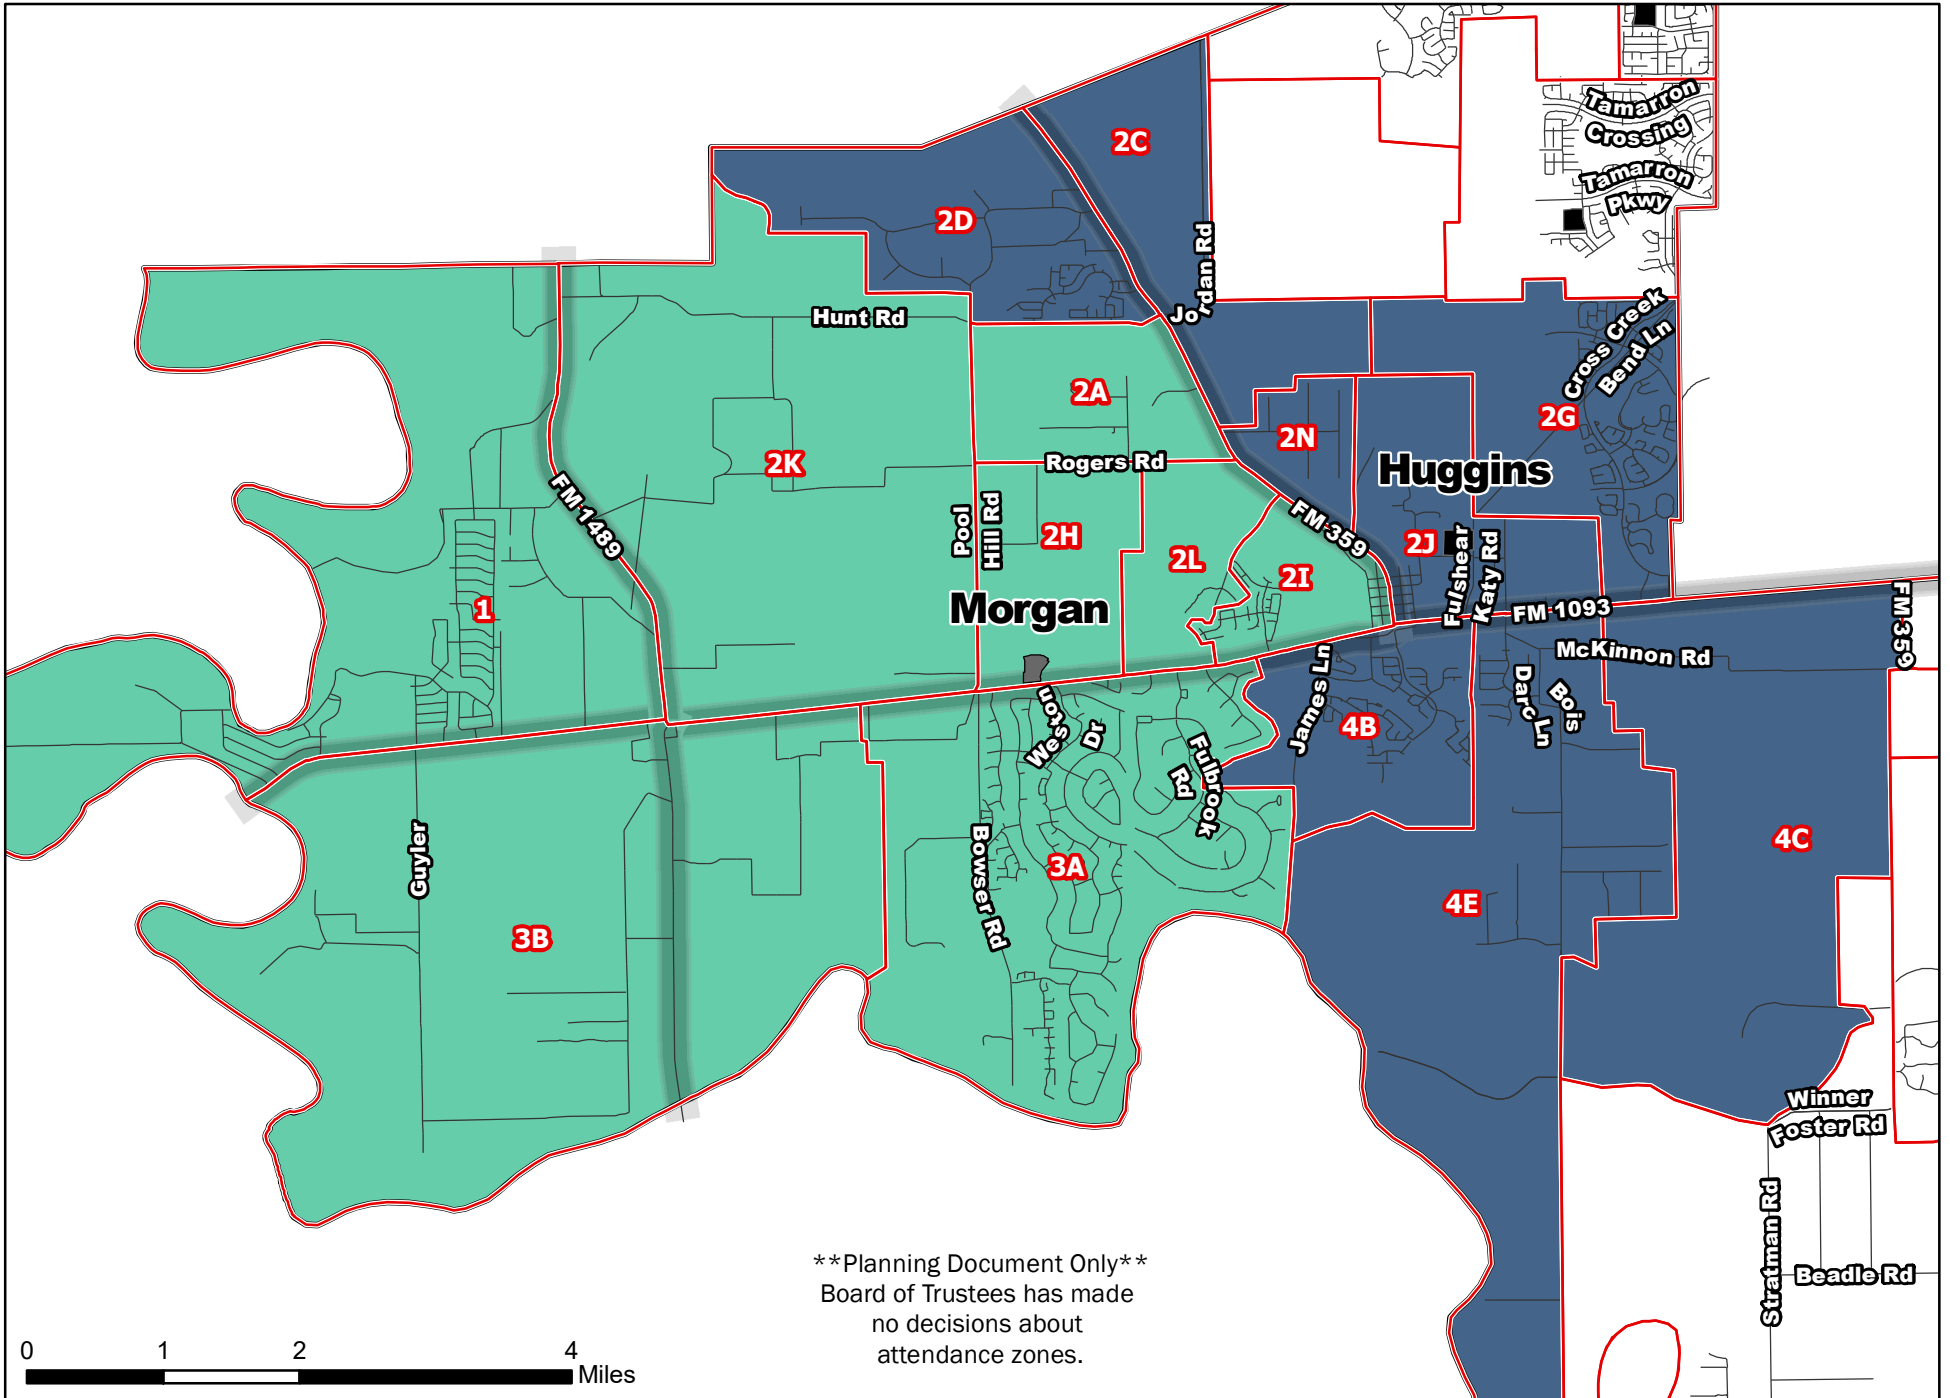 Tamarron
Crossing
Tamarron
Pkwy
2C
2D
Jordan Rd
Hunt Rd
Cross Creek
Bend Ln
2A
2G
2N
2K
Rogers Rd
Huggins
FM 1489
Pool
Hill Rd
2H
FM 359
2J
Fulshear
Katy Rd
2L
2I
1
Morgan
FM 1093
FM 359
McKinnon Rd
James Ln
Weston
Dr
4B
Darc
Ln
Bois
Fulbrook
Rd
Guyler
Bowser Rd
3A
4C
4E
3B
Winner
Foster Rd
Stratman Rd
Beadle Rd
**Planning Document Only**
Board of Trustees has made
no decisions about
attendance zones.
0 1 2 4
Miles